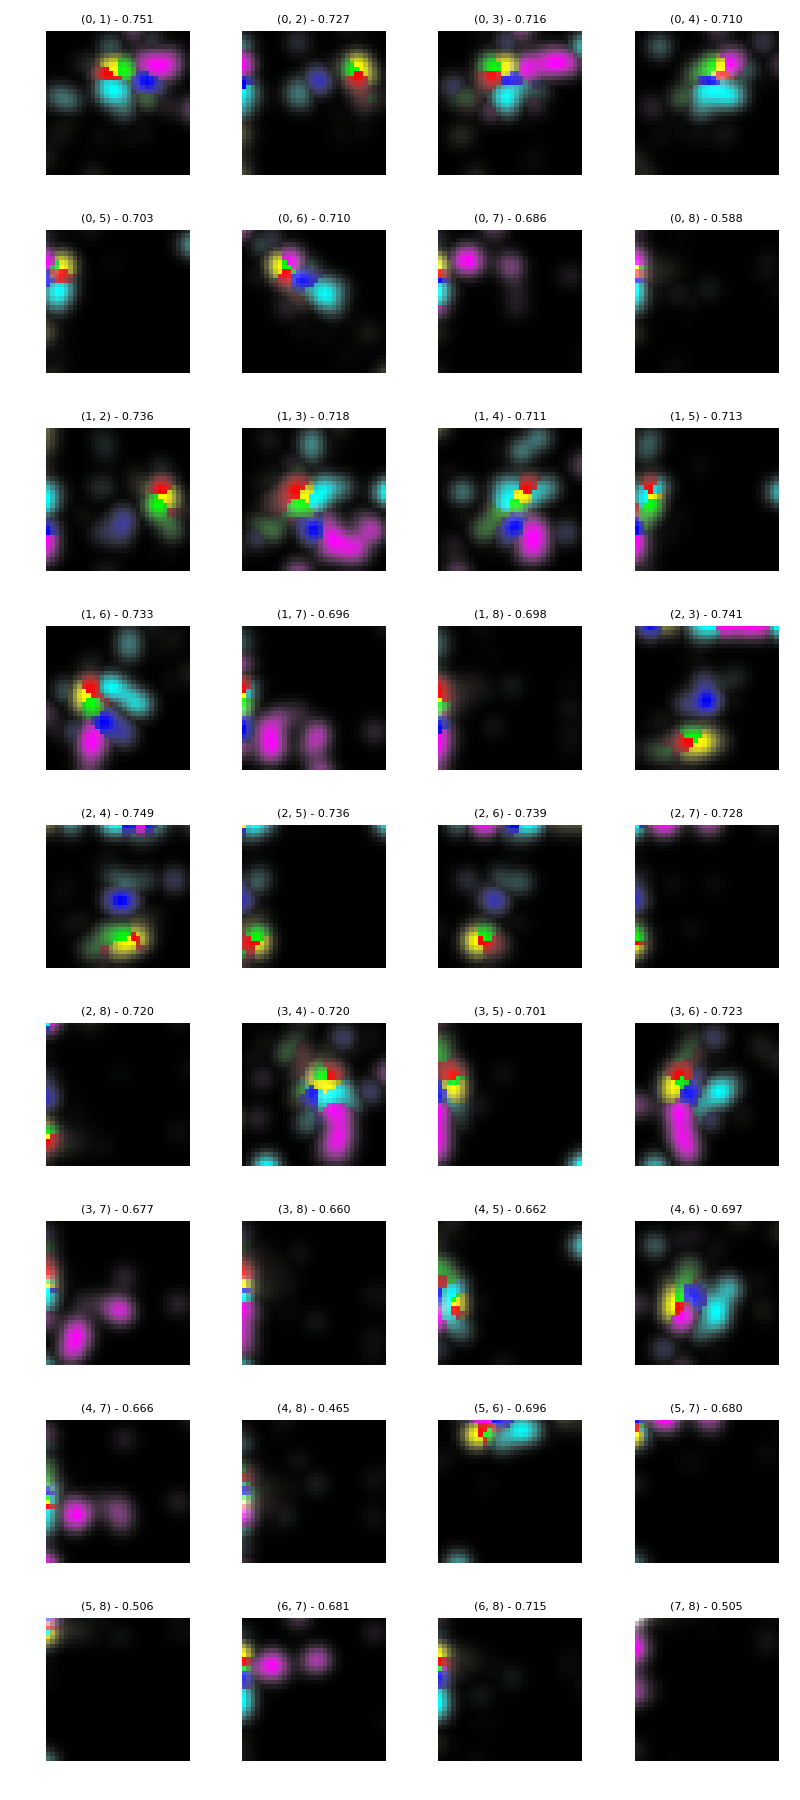 (0, 1) - 0.751 (0, 2) - 0.727 (0, 3) - 0.716 (0, 4) - 0.710
(0, 5) - 0.703 (0, 6) - 0.710 (0, 7) - 0.686 (0, 8) - 0.588
(1, 2) - 0.736 (1, 3) - 0.718 (1, 4) - 0.711 (1, 5) - 0.713
(1, 6) - 0.733 (1, 7) - 0.696 (1, 8) - 0.698 (2, 3) - 0.741
(2, 4) - 0.749 (2, 5) - 0.736 (2, 6) - 0.739 (2, 7) - 0.728
(2, 8) - 0.720 (3, 4) - 0.720 (3, 5) - 0.701 (3, 6) - 0.723
(3, 7) - 0.677 (3, 8) - 0.660 (4, 5) - 0.662 (4, 6) - 0.697
(4, 7) - 0.666 (4, 8) - 0.465 (5, 6) - 0.696 (5, 7) - 0.680
(5, 8) - 0.506 (6, 7) - 0.681 (6, 8) - 0.715 (7, 8) - 0.505